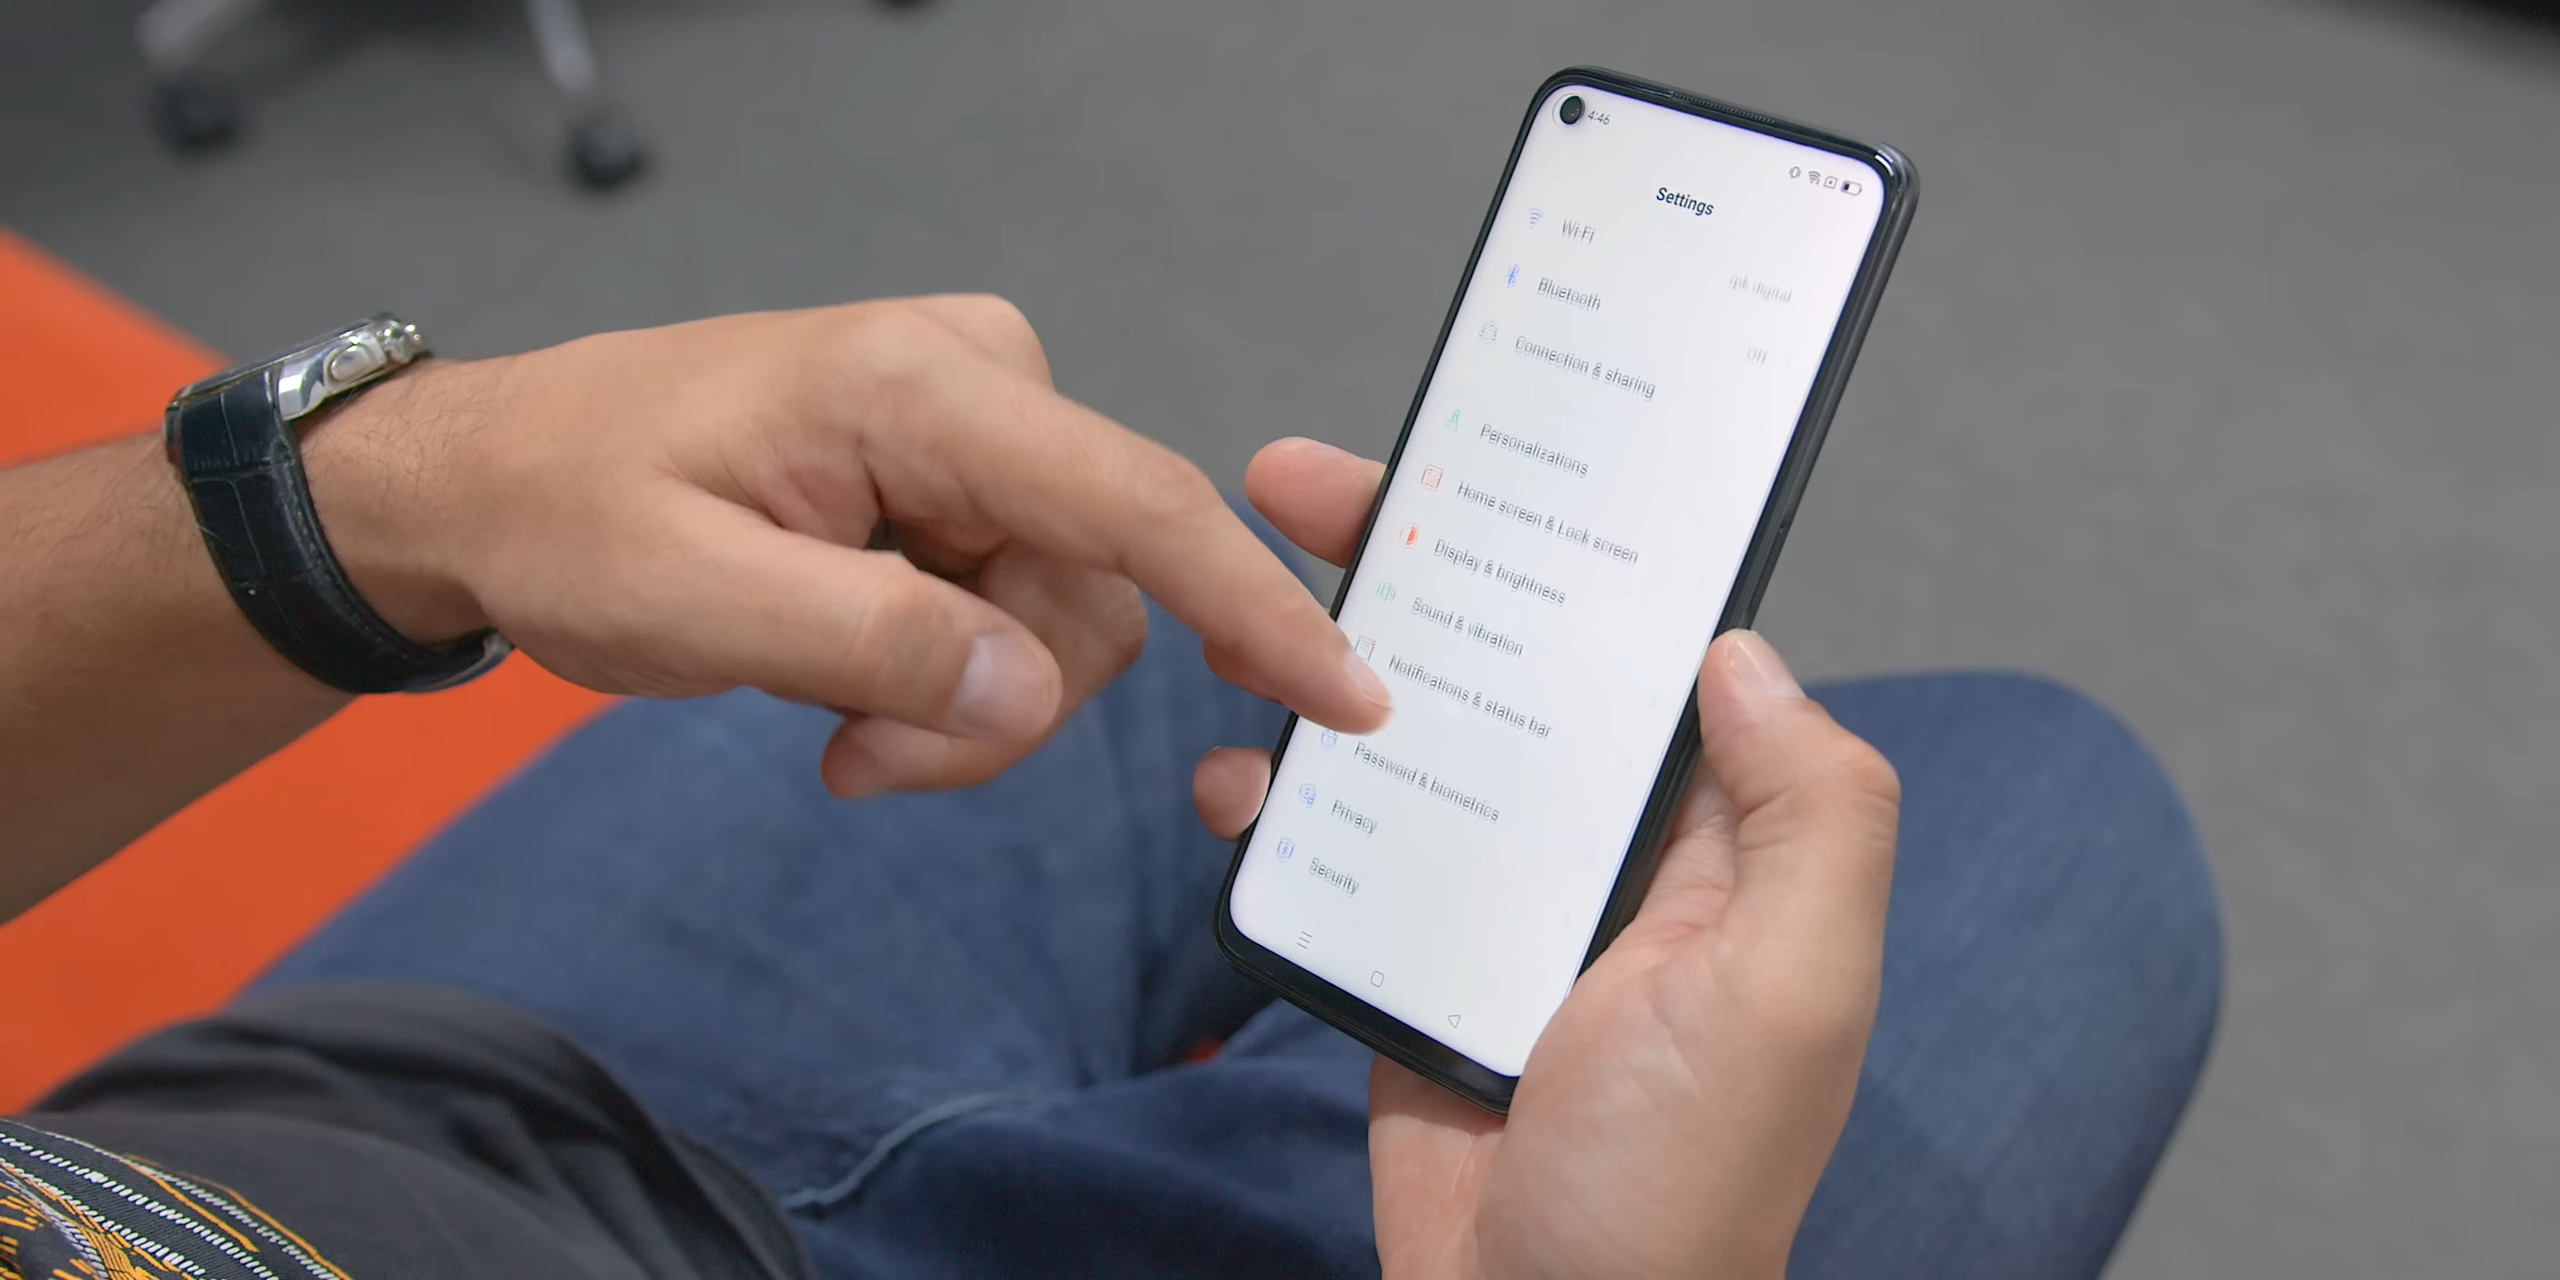 4:46
Settings
Wi-Fi
digital
Bluetooth
Off
Connection & sharing
Personalizations
Home screen & Lock screen
Display & brightness
Sound & vibration
Notifications & status bar
Password & biometrics
Privacy
Security